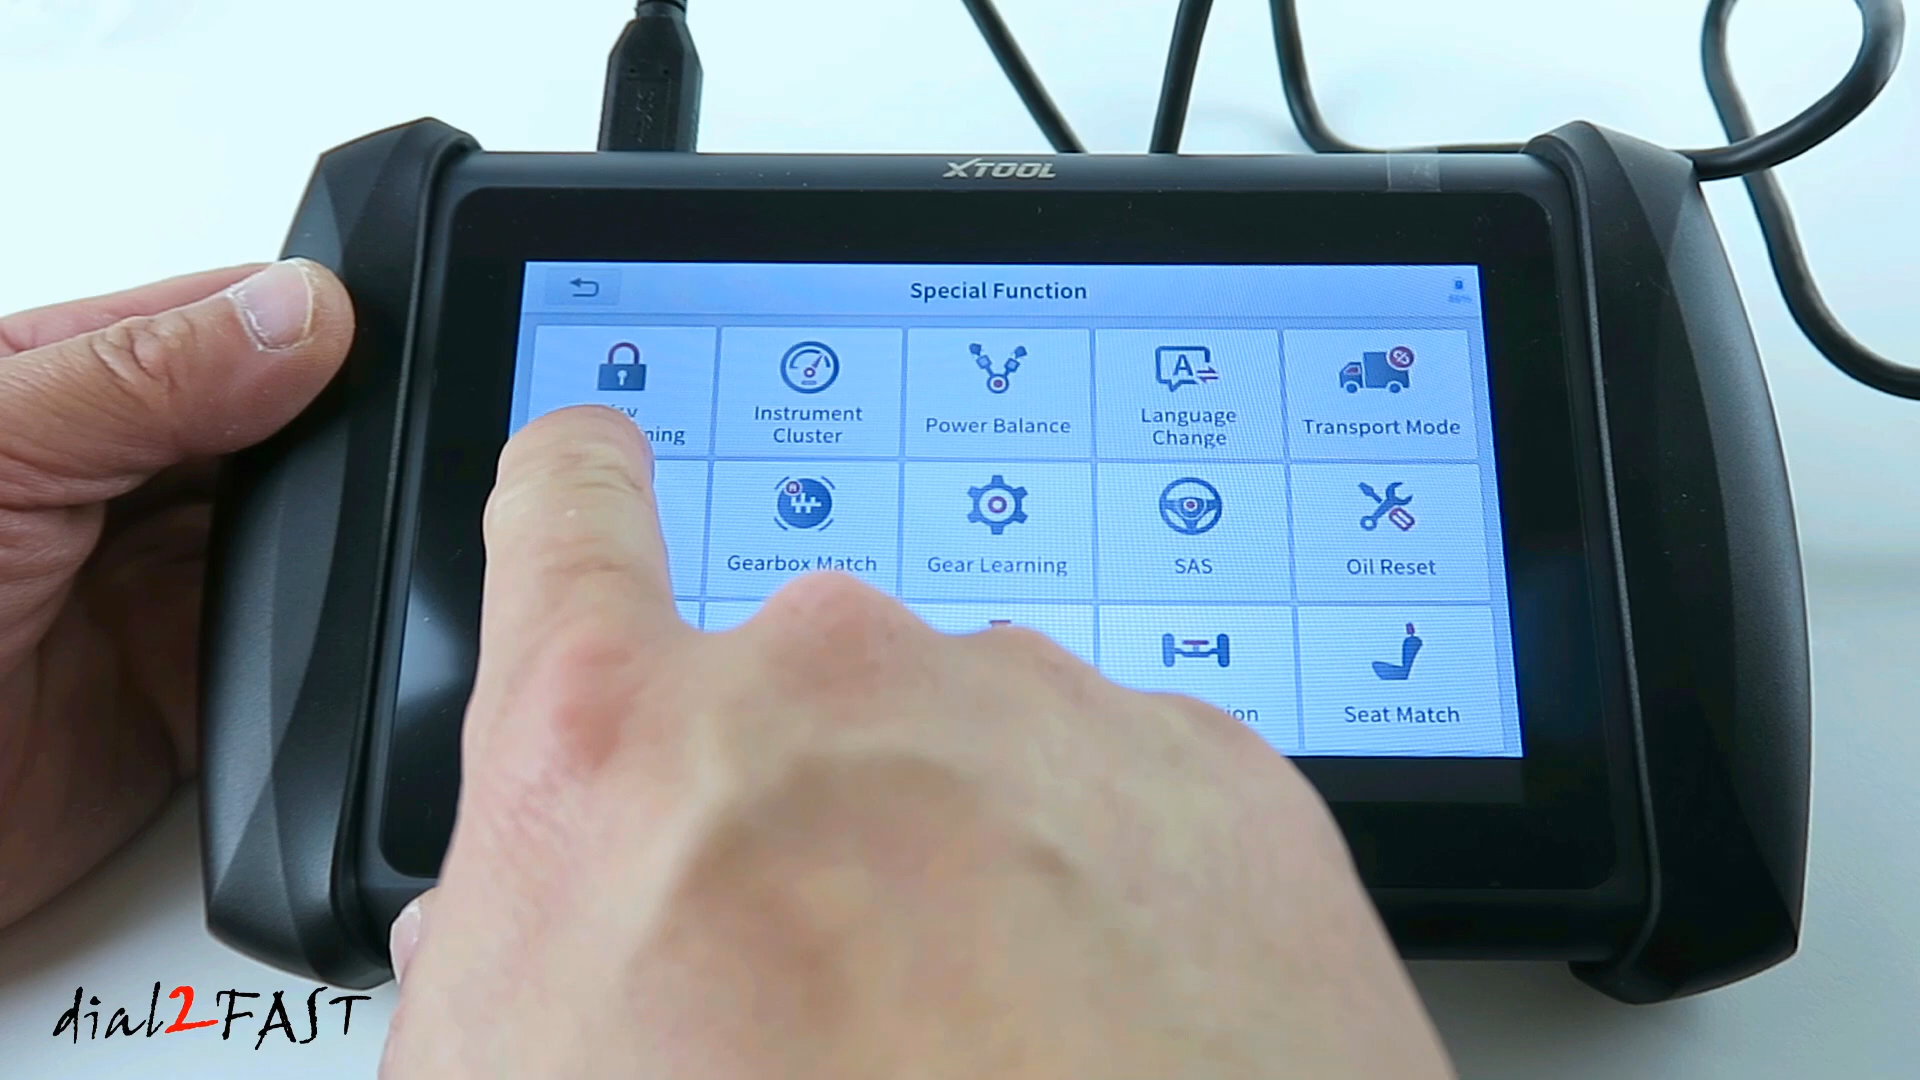 XTOOL
Special Function
Instrument
Cluster
Power Balance
A
Language
Change
Transport Mode
Gearbox Match
Gear Learning
SAS
Oil Reset
Seat Match
dial2FAST